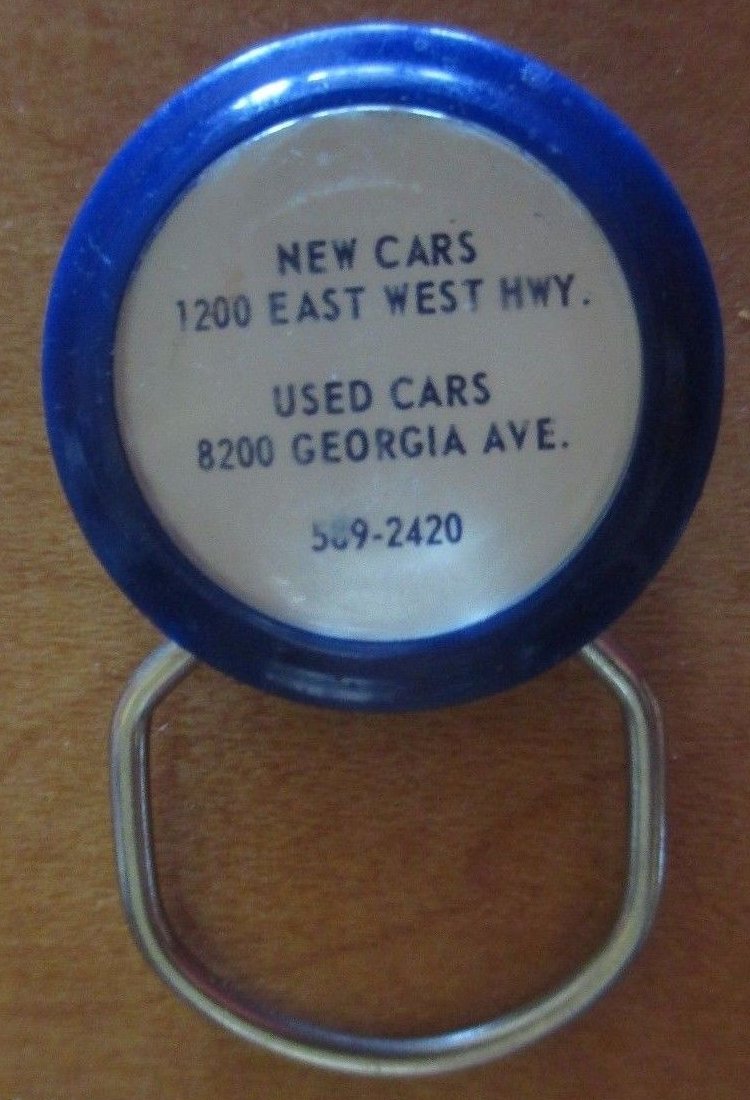 NEW CARS
1200 EAST WEST HWY.
USED CARS
8200 GEORGIA AVE.
589-2420